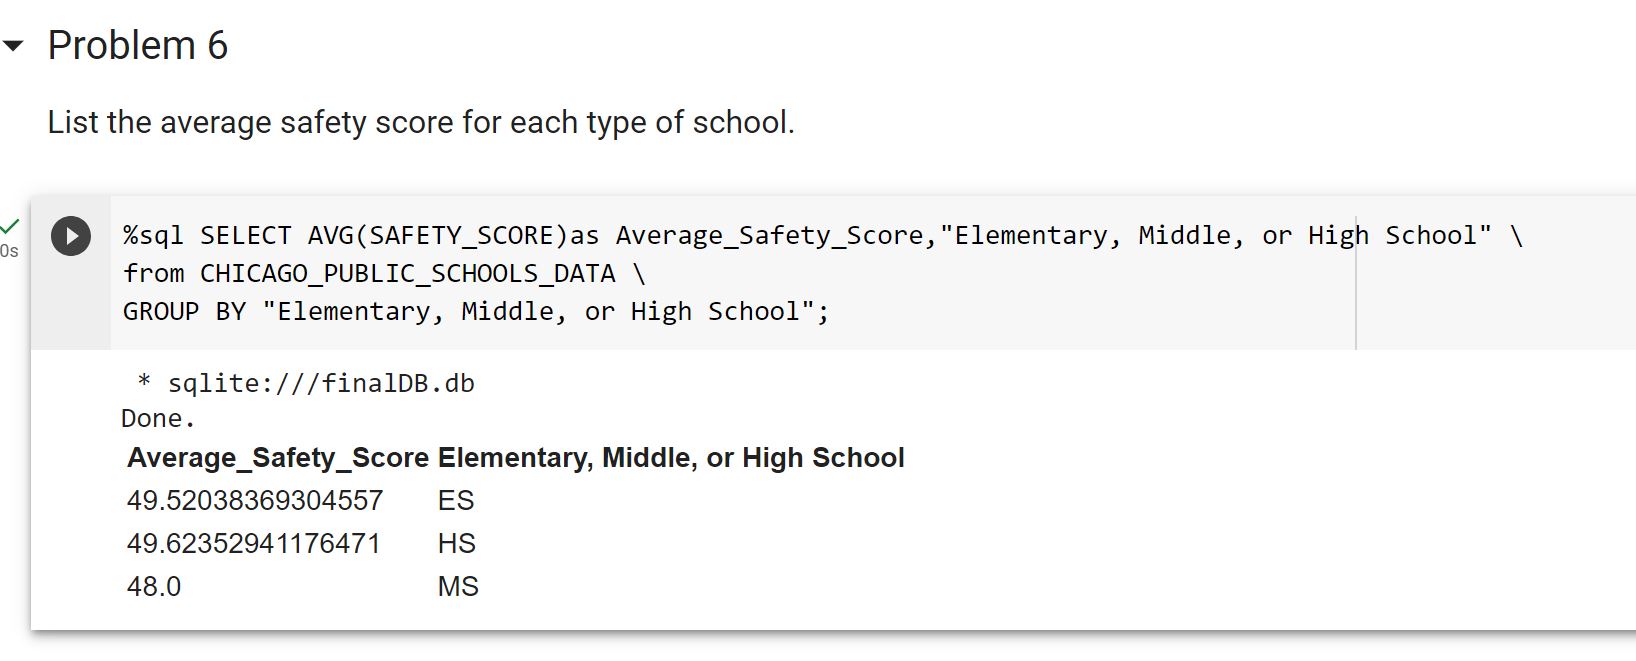 Problem 6
List the average safety score for each type of school.
0s
%sql SELECT AVG(SAFETY_SCORE)as Average_Safety_Score,"Elementary, Middle, or High School" \
from CHICAGO_PUBLIC_SCHOOLS_DATA \
GROUP BY "Elementary, Middle, or High School";
* sqlite:///finalDB.db
Done.
Average_Safety_Score Elementary, Middle, or High School
49.52038369304557 ES
49.62352941176471 HS
48.0 MS